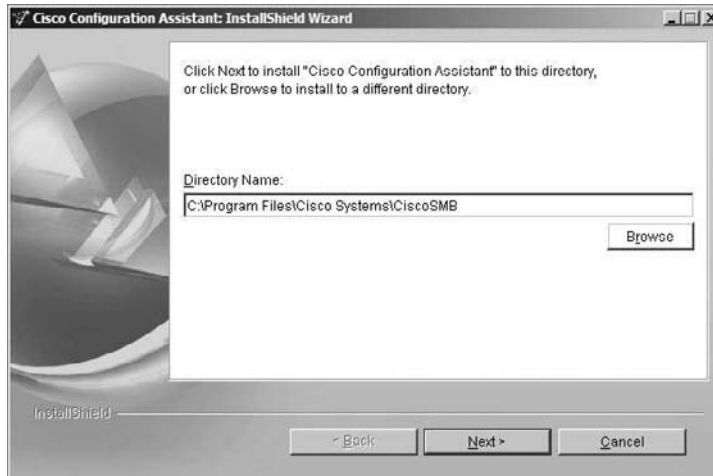 Cisco Configuration Assistant: InstallShield Wizard
Click Next to install "Cisco Configuration Assistant" to this directory,
or click Browse to install to a different directory.
Directory Name:
C:\Program Files\Cisco Systems\CiscoSMB
Browse
InstallShield
< Back
Next >
Cancel